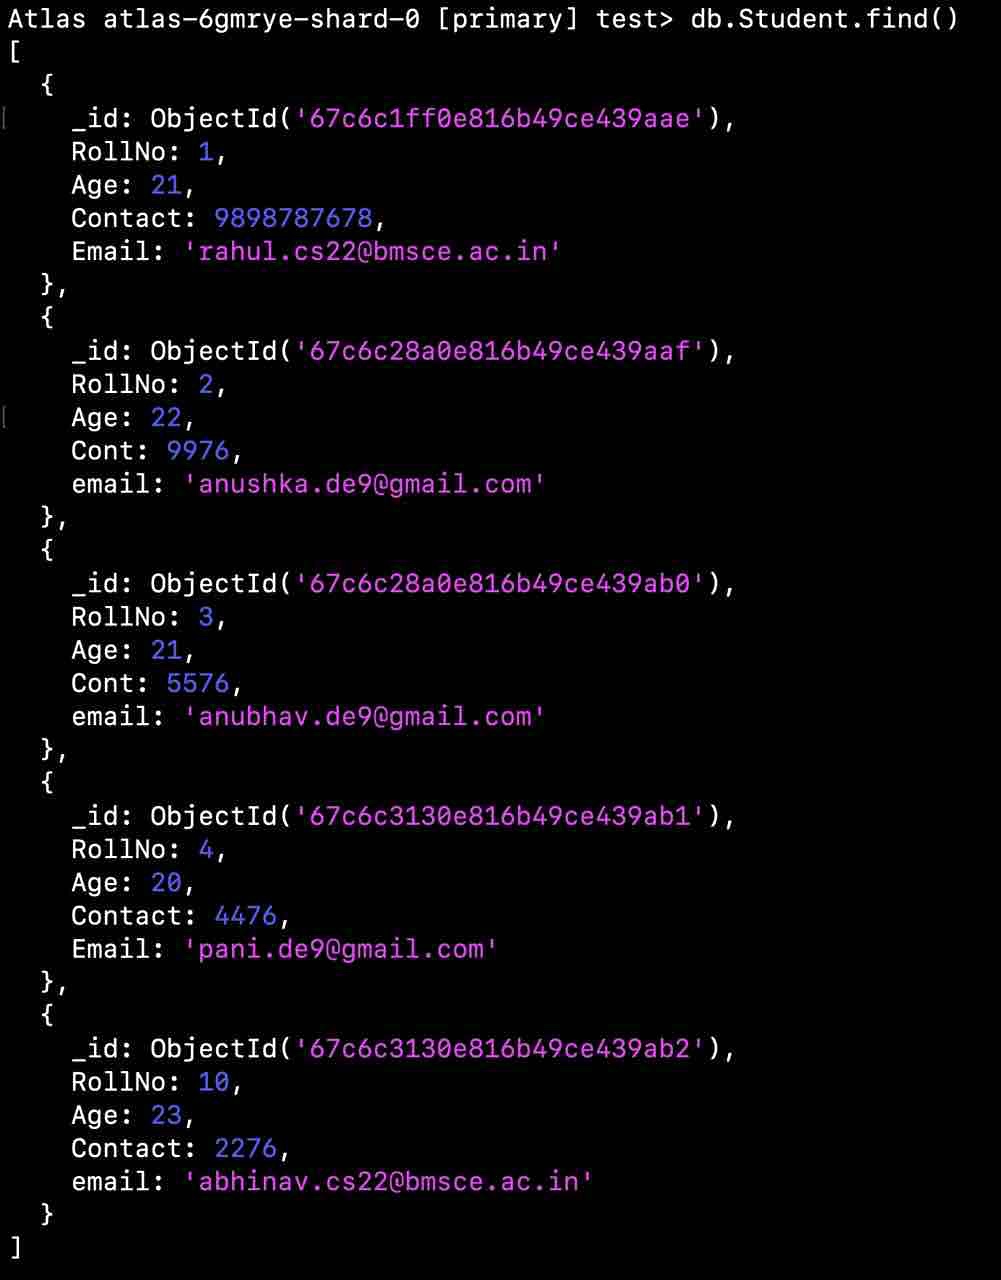 Atlas atlas-6gmrye-shard-0 [primary] test> db.Student.find()
[
  {
    _id: ObjectId('67c6c1ff0e816b49ce439aae'),
    RollNo: 1,
    Age: 21,
    Contact: 9898787678,
    Email: 'rahul.cs22@bmsce.ac.in'
  },
  {
    _id: ObjectId('67c6c28a0e816b49ce439aaf'),
    RollNo: 2,
    Age: 22,
    Cont: 9976,
    email: 'anushka.de9@gmail.com'
  },
  {
    _id: ObjectId('67c6c28a0e816b49ce439ab0'),
    RollNo: 3,
    Age: 21,
    Cont: 5576,
    email: 'anubhav.de9@gmail.com'
  },
  {
    _id: ObjectId('67c6c3130e816b49ce439ab1'),
    RollNo: 4,
    Age: 20,
    Contact: 4476,
    Email: 'pani.de9@gmail.com'
  },
  {
    _id: ObjectId('67c6c3130e816b49ce439ab2'),
    RollNo: 10,
    Age: 23,
    Contact: 2276,
    email: 'abhinav.cs22@bmsce.ac.in'
  }
]